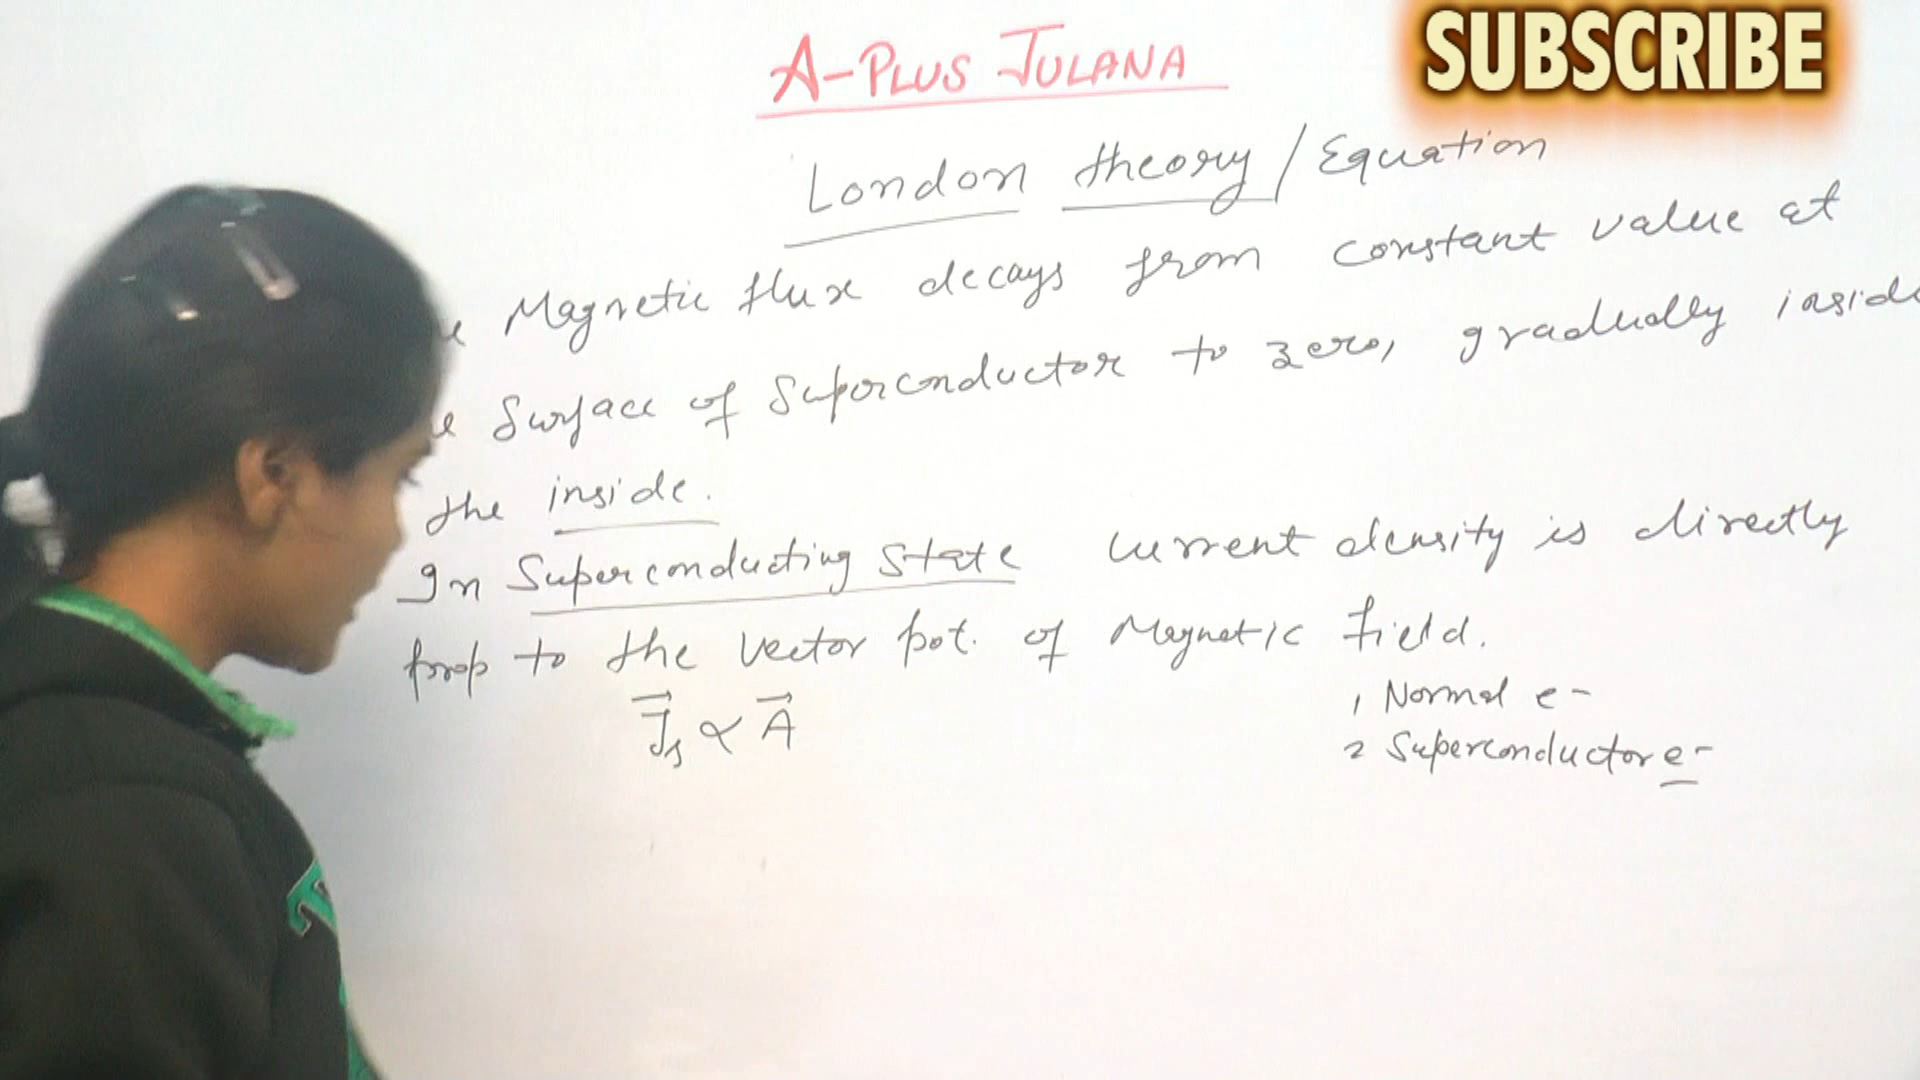 SUBSCRIBE
A-PLUS JULANA
London theory / Equation
Magnetic flux decays from constant value at
Surface of Superconductor to zero, gradually inside
the inside.
In Superconducting state current density is directly
prop to the vector pot. of Magnetic field.
J⃗s ∝ A⃗
1 Normal e-
2 Superconductor e-